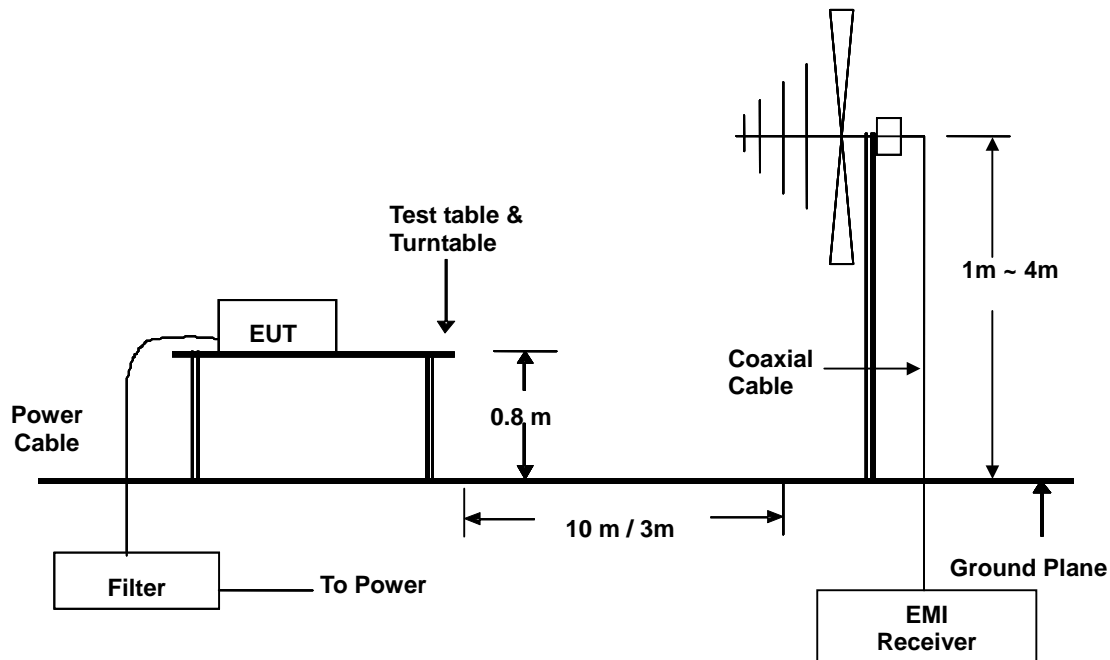 Test table &
Turntable
1m ~ 4m
EUT
Coaxial
Cable
0.8 m
Power
Cable
10 m / 3m
Ground Plane
Filter
To Power
EMI
Receiver